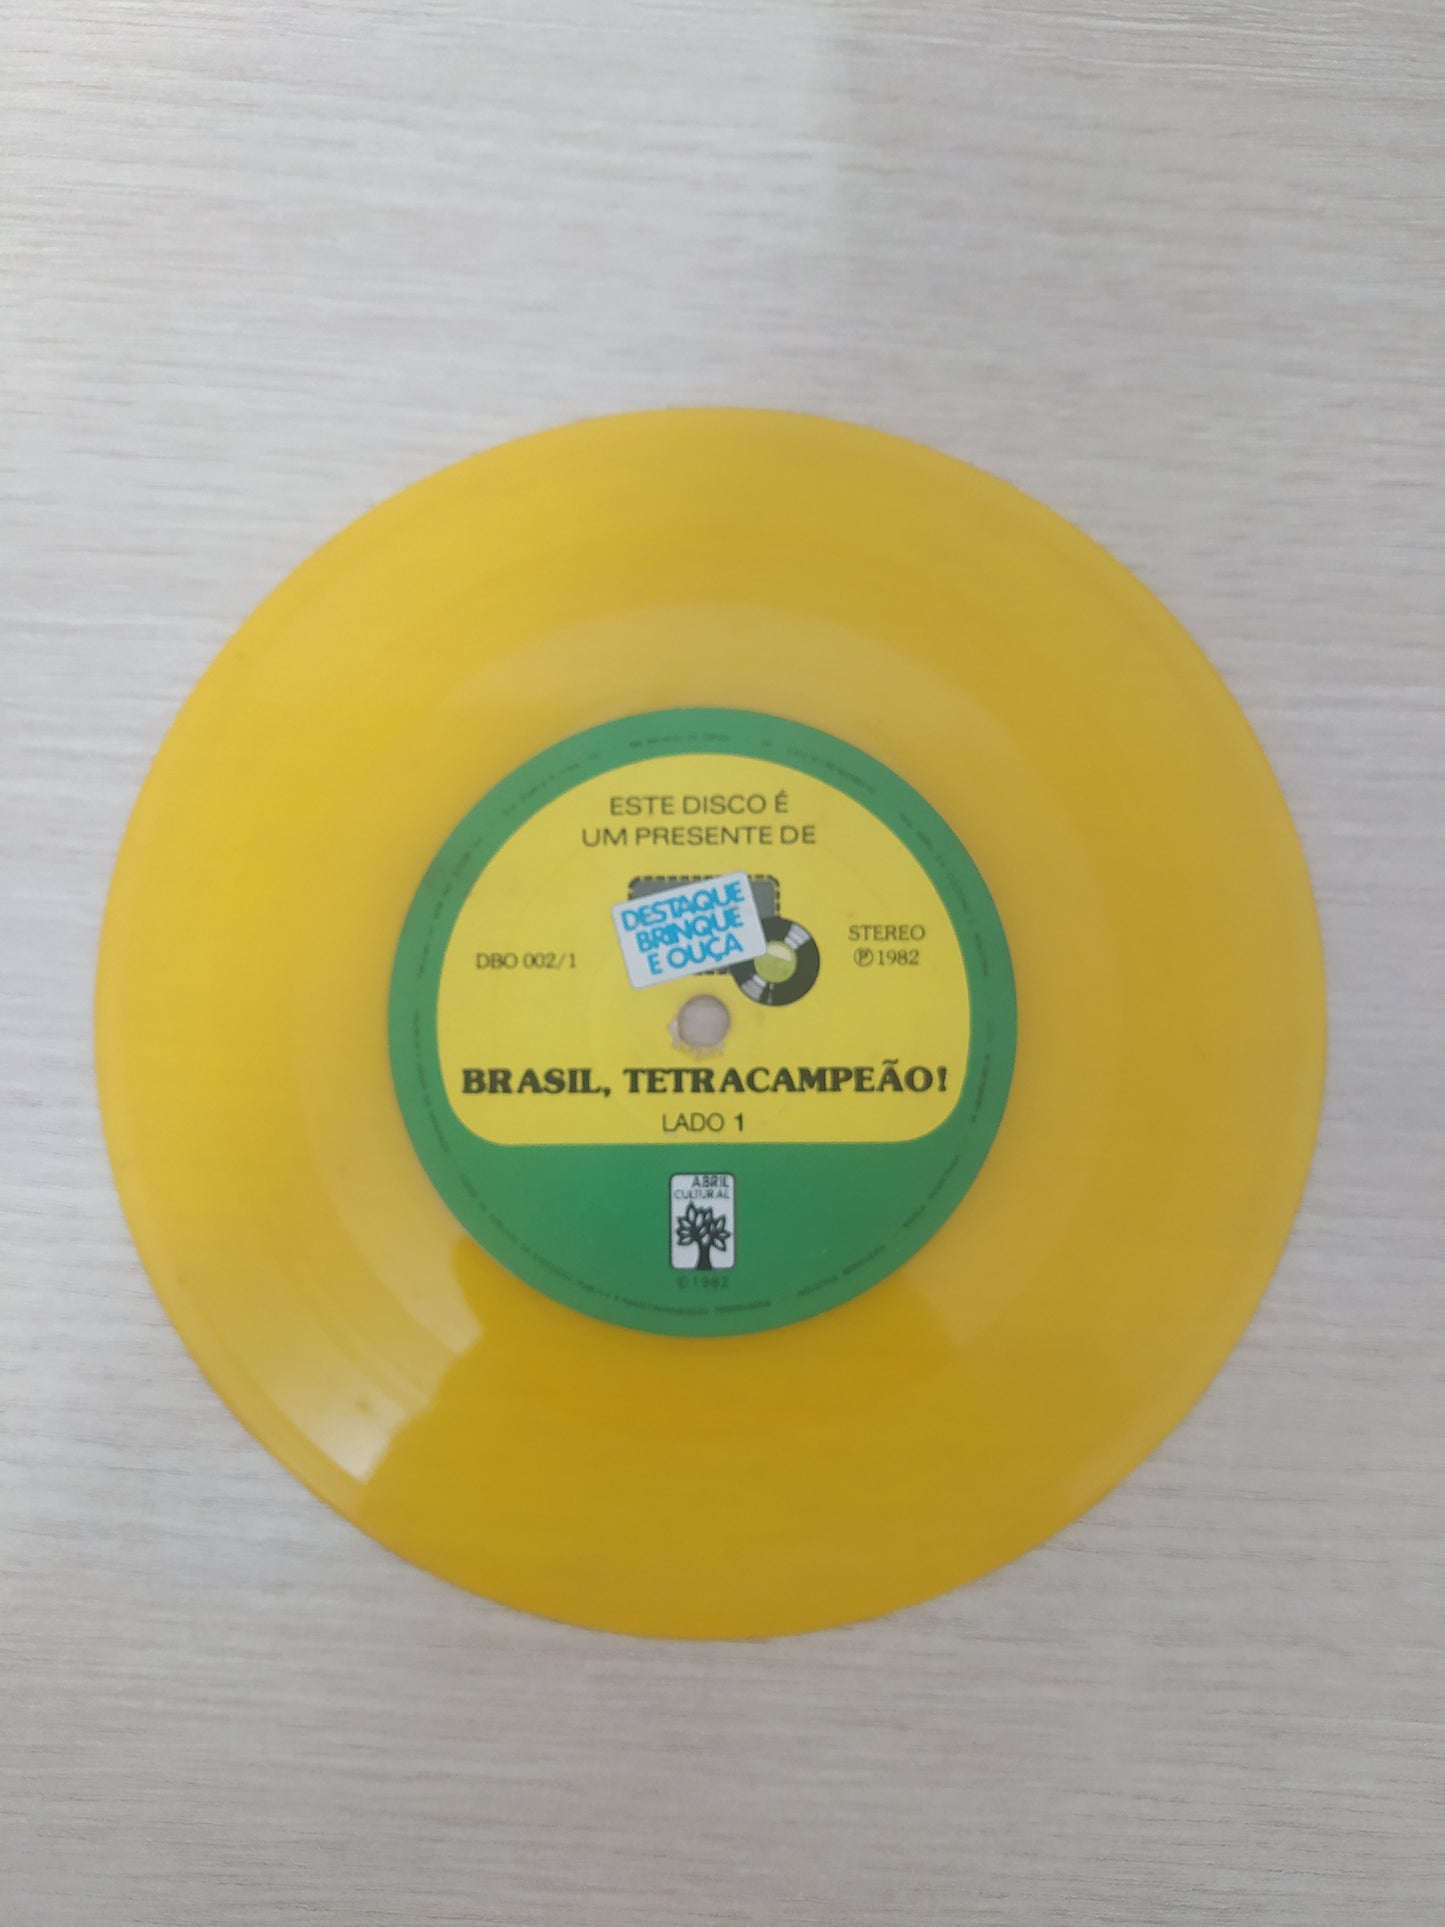 ESTE DISCO É
UM PRESENTE DE
DESTAQUE
BRINQUE
E OUÇA
DBO 002/1
STEREO
Ⓟ 1982
BRASIL, TETRACAMPEÃO!
LADO 1
ABRIL
CULTURAL
© 1982